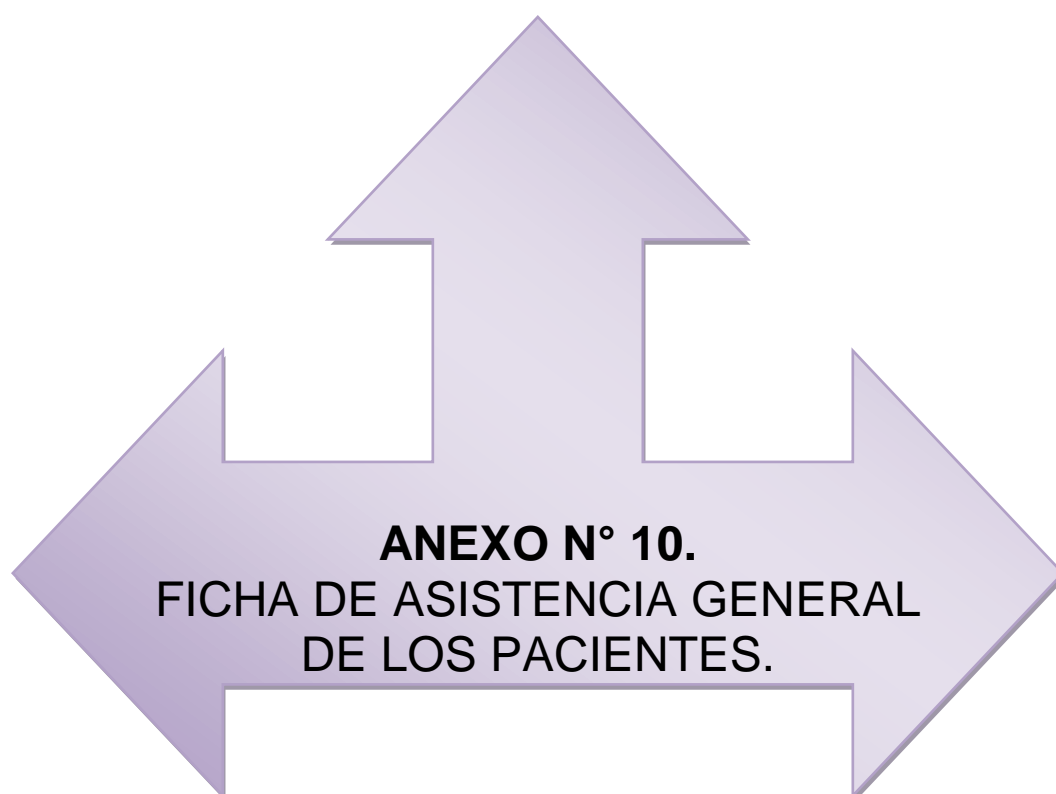 ANEXO N° 10.
FICHA DE ASISTENCIA GENERAL
DE LOS PACIENTES.